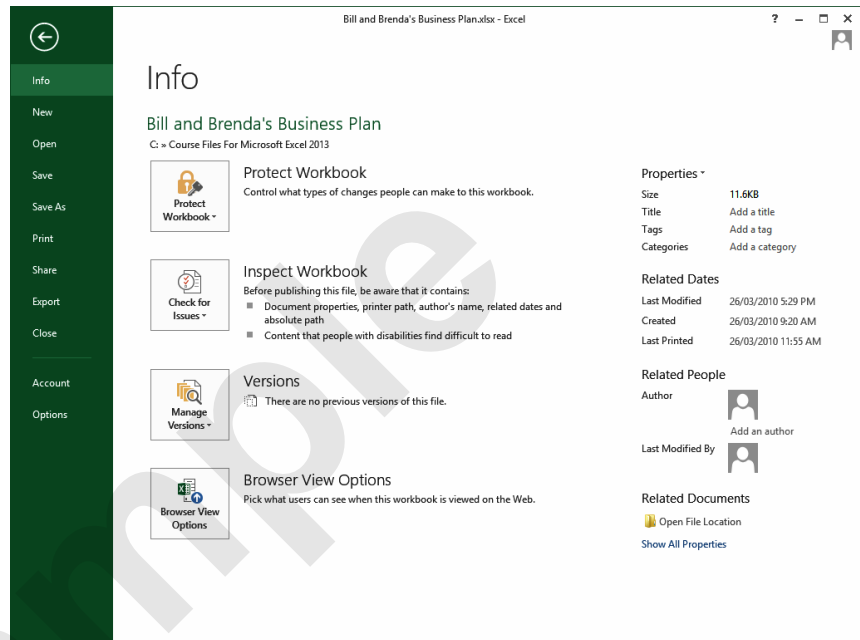 Bill and Brenda's Business Plan.xlsx - Excel
?
Info
New
Open
Save
Save As
Print
Share
Export
Close
Account
Options
Info
Bill and Brenda's Business Plan
C: » Course Files For Microsoft Excel 2013
Protect
Workbook
Protect Workbook
Control what types of changes people can make to this workbook.
Check for
Issues
Inspect Workbook
Before publishing this file, be aware that it contains:
Document properties, printer path, author's name, related dates and
absolute path
Content that people with disabilities find difficult to read
Manage
Versions
Versions
There are no previous versions of this file.
Browser View
Options
Browser View Options
Pick what users can see when this workbook is viewed on the Web.
Properties
Size 11.6KB
Title Add a title
Tags Add a tag
Categories Add a category
Related Dates
Last Modified 26/03/2010 5:29 PM
Created 26/03/2010 9:20 AM
Last Printed 26/03/2010 11:55 AM
Related People
Author
Add an author
Last Modified By
Related Documents
Open File Location
Show All Properties
mple